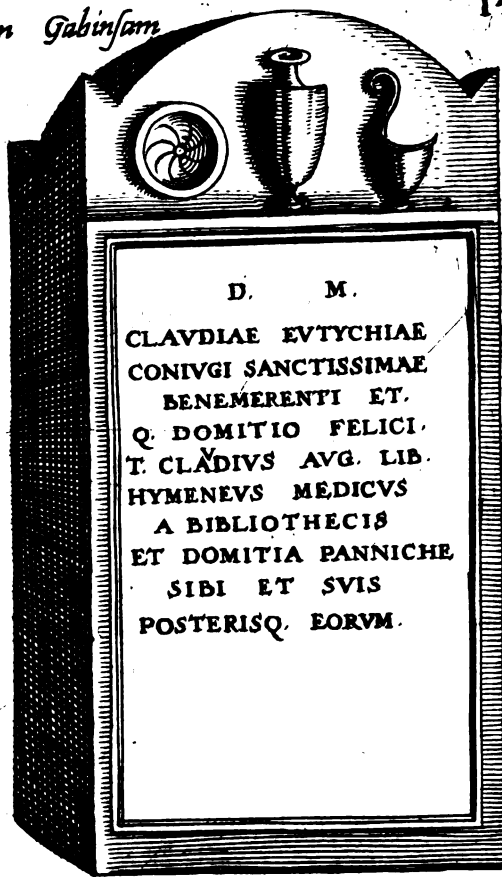 Gabinsam
D. M.
CLAVDIAE EVTYCHIAE
CONIVGI SANCTISSIMAE
BENEMERENTI ET.
Q. DOMITIO FELICI.
T. CLAVDIVS AVG. LIB.
HYMENEVS MEDICVS
A BIBLIOTHECIS
ET DOMITIA PANNICHE
SIBI ET SVIS
POSTERISQ. EORVM.